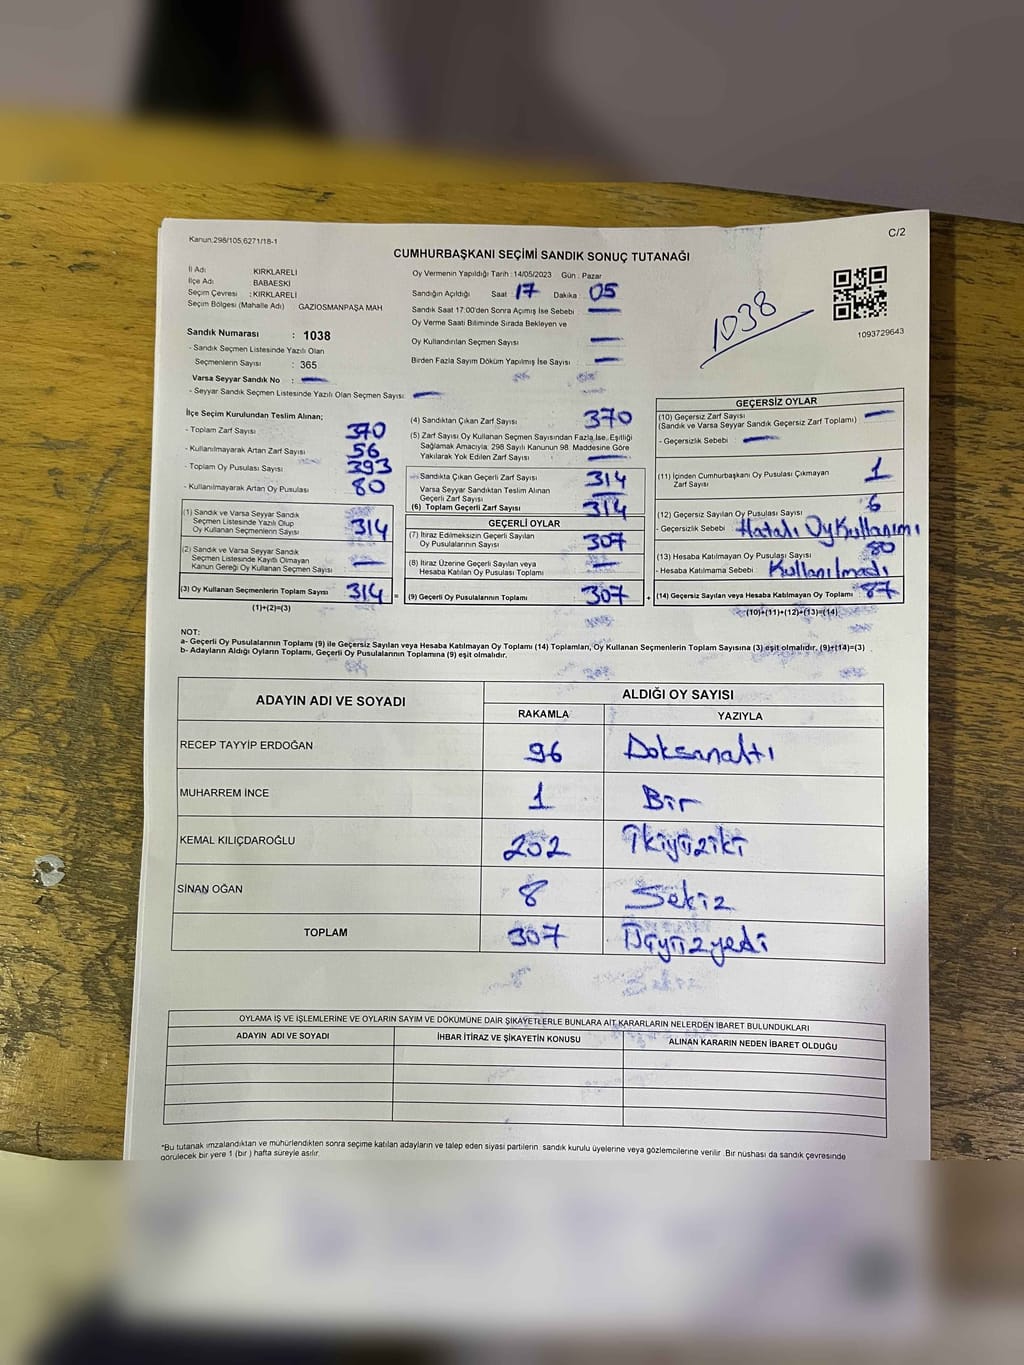 Kanun.298/105,6271/18-1
C/2
CUMHURBAŞKANI SEÇİMİ SANDIK SONUÇ TUTANAĞI
İl Adı KIRKLARELİ
İlçe Adı BABAESKİ
Seçim Çevresi : KIRKLARELİ
Seçim Bölgesi (Mahalle Adı) GAZİOSMANPAŞA MAH
Sandık Numarası : 1038
- Sandık Seçmen Listesinde Yazılı Olan
Seçmenlerin Sayısı : 365
Varsa Seyyar Sandık No : —
- Seyyar Sandık Seçmen Listesinde Yazılı Olan Seçmen Sayısı: —
Oy Vermenin Yapıldığı Tarih : 14/05/2023 Gün : Pazar
Sandığın Açıldığı Saat 17 Dakika : 05
Sandık Saat 17:00'den Sonra Açımış İse Sebebi —
Oy Verme Saati Bitiminde Sırada Bekleyen ve
Oy Kullandırılan Seçmen Sayısı —
Birden Fazla Sayım Döküm Yapılmış İse Sayısı —
1038
1093729643
İlçe Seçim Kurulundan Teslim Alınan;
- Toplam Zarf Sayısı 370
- Kullanılmayarak Artan Zarf Sayısı 56
- Toplam Oy Pusulası Sayısı 393
- Kullanılmayarak Artan Oy Pusulası 80
(1) Sandık ve Varsa Seyyar Sandık
Seçmen Listesinde Yazılı Olup
Oy Kullanan Seçmenlerin Sayısı 314
(2) Sandık ve Varsa Seyyar Sandık
Seçmen Listesinde Kayıtlı Olmayan
Kanun Gereği Oy Kullanan Seçmen Sayısı —
(3) Oy Kullanan Seçmenlerin Toplam Sayısı 314 =
(1)+(2)=(3)
(4) Sandıktan Çıkan Zarf Sayısı 370
(5) Zarf Sayısı Oy Kullanan Seçmen Sayısından Fazla İse, Eşitliği
Sağlamak Amacıyla; 298 Sayılı Kanunun 98. Maddesine Göre
Yakılarak Yok Edilen Zarf Sayısı —
- Sandıkta Çıkan Geçerli Zarf Sayısı 314
Varsa Seyyar Sandıktan Teslim Alınan
Geçerli Zarf Sayısı —
(6) Toplam Geçerli Zarf Sayısı 314
GEÇERLİ OYLAR
(7) İtiraz Edilmeksizin Geçerli Sayılan
Oy Pusulalarının Sayısı 307
(8) İtiraz Üzerine Geçerli Sayılan veya
Hesaba Katılan Oy Pusulası Toplamı —
(9) Geçerli Oy Pusulalarının Toplamı 307 +
GEÇERSİZ OYLAR
(10) Geçersiz Zarf Sayısı —
(Sandık ve Varsa Seyyar Sandık Geçersiz Zarf Toplamı)
- Geçersizlik Sebebi —
(11) İçinden Cumhurbaşkanı Oy Pusulası Çıkmayan
Zarf Sayısı 1
(12) Geçersiz Sayılan Oy Pusulası Sayısı 6
- Geçersizlik Sebebi Hatalı Oy Kullanımı
(13) Hesaba Katılmayan Oy Pusulası Sayısı 80
- Hesaba Katılmama Sebebi Kullanılmadı
(14) Geçersiz Sayılan veya Hesaba Katılmayan Oy Toplamı 87
(10)+(11)+(12)+(13)=(14)
NOT:
a- Geçerli Oy Pusulalarının Toplamı (9) ile Geçersiz Sayılan veya Hesaba Katılmayan Oy Toplamı (14) Toplamları, Oy Kullanan Seçmenlerin Toplam Sayısına (3) eşit olmalıdır, (9)+(14)=(3) .
b- Adayların Aldığı Oyların Toplamı, Geçerli Oy Pusulalarının Toplamına (9) eşit olmalıdır.
ADAYIN ADI VE SOYADI ALDIĞI OY SAYISI
RAKAMLA YAZIYLA
RECEP TAYYİP ERDOĞAN 96 Doksanaltı
MUHARREM İNCE 1 Bir
KEMAL KILIÇDAROĞLU 202 İkiyüziki
SİNAN OĞAN 8 Sekiz
TOPLAM 307 Üçyüzyedi
OYLAMA İŞ VE İŞLEMLERİNE VE OYLARIN SAYIM VE DÖKÜMÜNE DAİR ŞİKAYETLERLE BUNLARA AİT KARARLARIN NELERDEN İBARET BULUNDUKLARI
ADAYIN ADI VE SOYADI İHBAR İTİRAZ VE ŞİKAYETİN KONUSU ALINAN KARARIN NEDEN İBARET OLDUĞU
*Bu tutanak imzalandıktan ve mühürlendikten sonra seçime katılan adayların ve talep eden siyasi partilerin sandık kurulu üyelerine veya gözlemcilerine verilir. Bir nüshası da sandık çevresinde
görülecek bir yere 1 (bir ) hafta süreyle asılır.